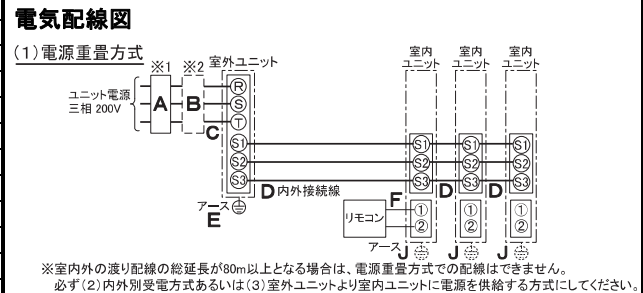 電気配線図
(1)電源重畳方式
※1 ※2 室外ユニット
室内 室内 室内
ユニット ユニット ユニット
ユニット電源
三相 200V
A B C
R
S
T
S1 S1 S1 S1
S2 S2 S2 S2
S3 S3 S3 S3
D 内外接続線 D D
アース
E
F
リモコン
① ① ①
② ② ②
アース J J J
※室内外の渡り配線の総延長が80m以上となる場合は、電源重畳方式での配線はできません。
必ず(2)内外別受電方式あるいは(3)室外ユニットより室内ユニットに電源を供給する方式にしてください。